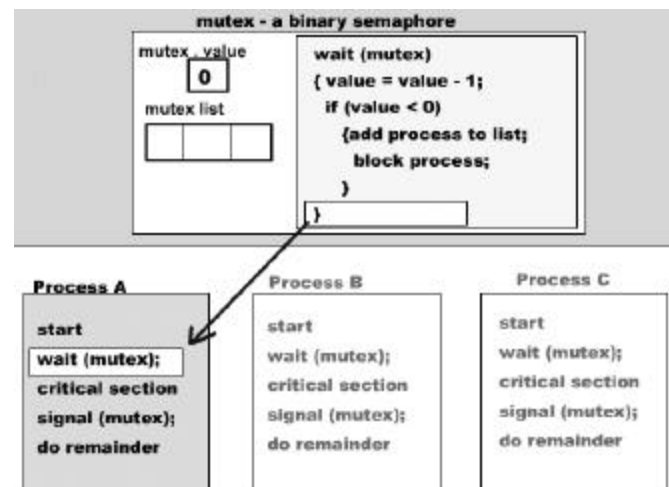 mutex - a binary semaphore
mutex . value
0
mutex list
wait (mutex)
{ value = value - 1;
if (value < 0)
{add process to list;
block process;
}
}
Process A
start
wait (mutex);
critical section
signal (mutex);
do remainder
Process B
start
wait (mutex);
critical section
signal (mutex);
do remainder
Process C
start
wait (mutex);
critical section
signal (mutex);
do remainder